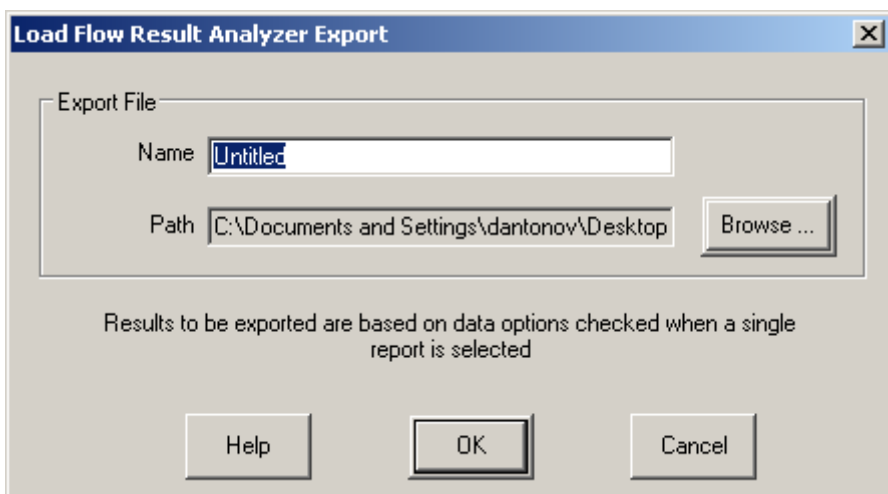 Load Flow Result Analyzer Export
Export File
Name Untitled
Path C:\Documents and Settings\dantonov\Desktop
Browse ...
Results to be exported are based on data options checked when a single
report is selected
Help OK Cancel